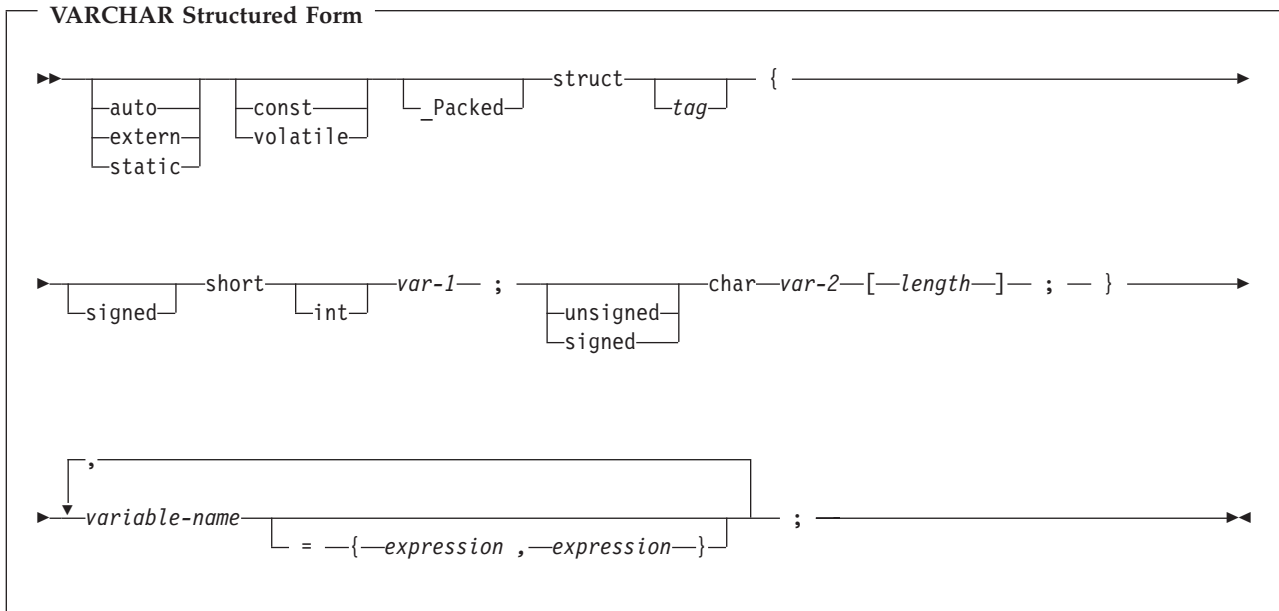 VARCHAR Structured Form
struct { 
auto const _Packed tag
extern volatile
static
short var-1 ; char var-2 [ length ] ; }
signed int unsigned
signed
,
variable-name ;
= { expression , expression }